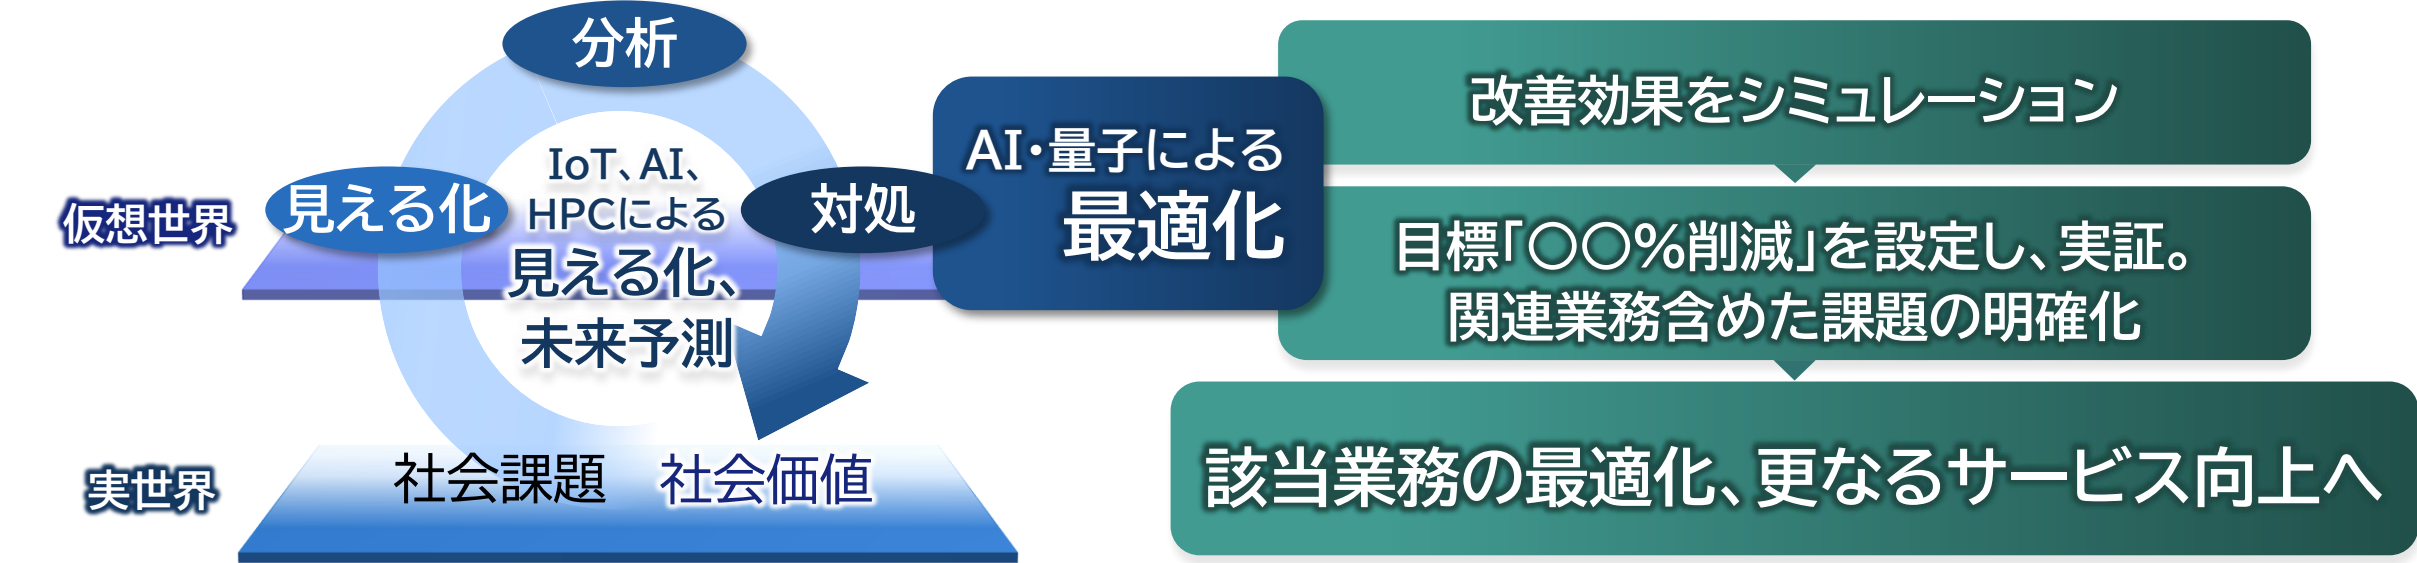 分析
見える化
対処
IoT、AI、
HPCによる
見える化、
未来予測
仮想世界
実世界
社会課題
社会価値
AI・量子による
最適化
改善効果をシミュレーション
目標「〇〇%削減」を設定し、実証。
関連業務含めた課題の明確化
該当業務の最適化、更なるサービス向上へ